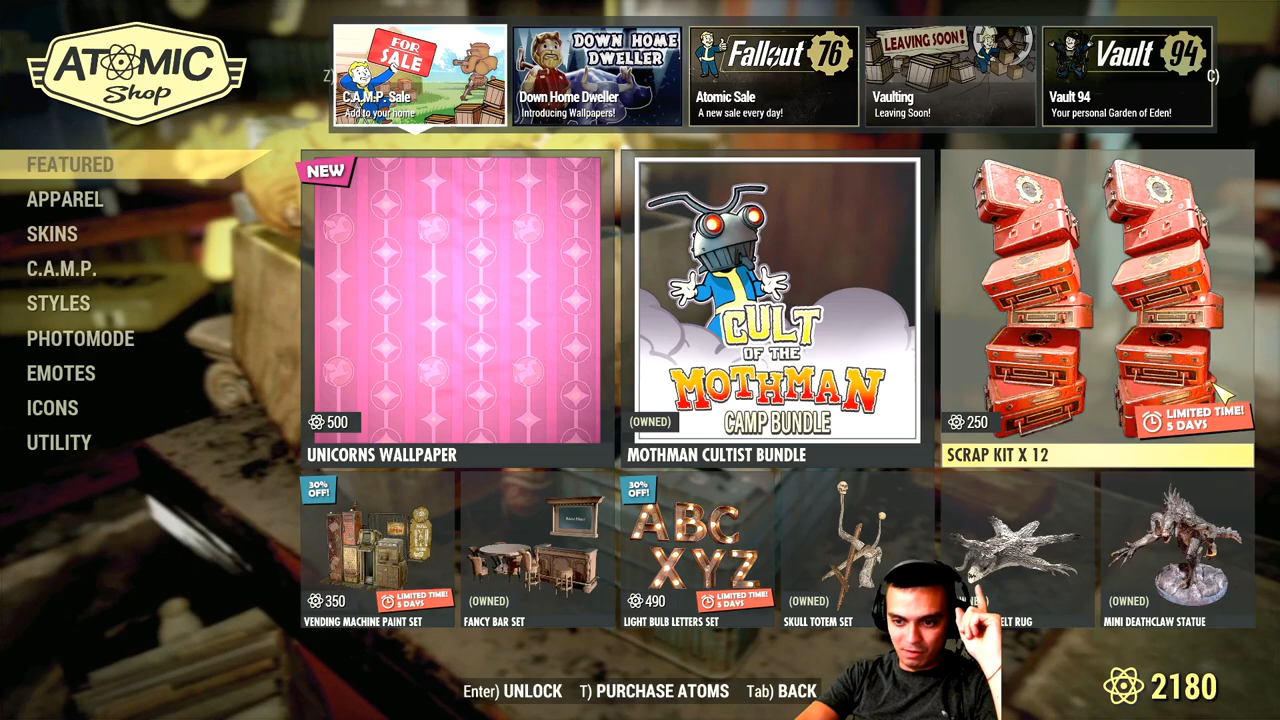 ATOMIC
Shop
Z)
FOR
SALE
C.A.M.P. Sale
Add to your home
DOWN HOME
DWELLER
Down Home Dweller
Introducing Wallpapers!
Fallout 76
Atomic Sale
A new sale every day!
LEAVING SOON!
Vaulting
Leaving Soon!
Vault 94
Vault 94
Your personal Garden of Eden!
C)
FEATURED
APPAREL
SKINS
C.A.M.P.
STYLES
PHOTOMODE
EMOTES
ICONS
UTILITY
NEW
500
UNICORNS WALLPAPER
CULT
OF THE
MOTHMAN
CAMP BUNDLE
(OWNED)
MOTHMAN CULTIST BUNDLE
250
LIMITED TIME!
5 DAYS
SCRAP KIT X 12
30%
OFF!
350
LIMITED TIME!
5 DAYS
VENDING MACHINE PAINT SET
(OWNED)
FANCY BAR SET
30%
OFF!
ABC
XYZ
490
LIMITED TIME!
5 DAYS
LIGHT BULB LETTERS SET
(OWNED)
SKULL TOTEM SET
ELT RUG
(OWNED)
MINI DEATHCLAW STATUE
Enter) UNLOCK T) PURCHASE ATOMS Tab) BACK
2180